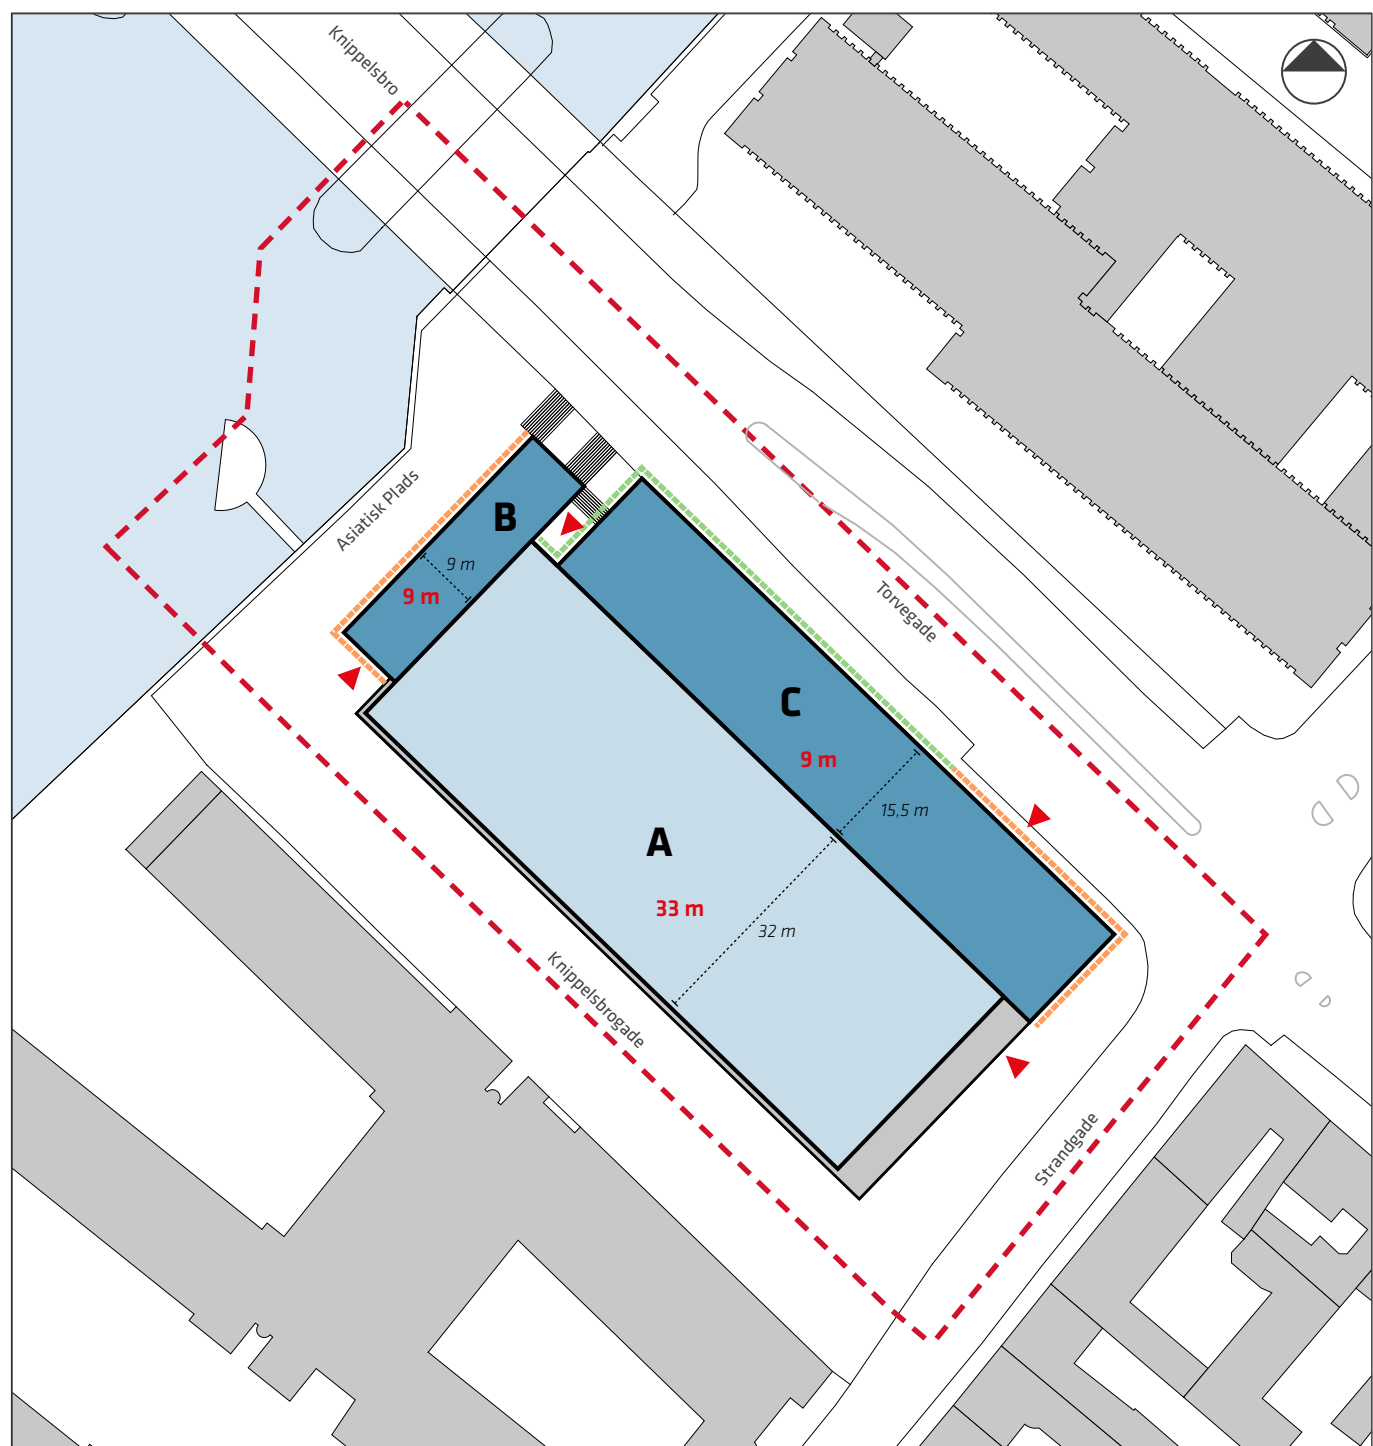 Knippelsbro
Asiatisk Plads
B
9 m
9 m
Torvegade
C
9 m
15,5 m
A
33 m
32 m
Knippelsbrogade
Strandgade